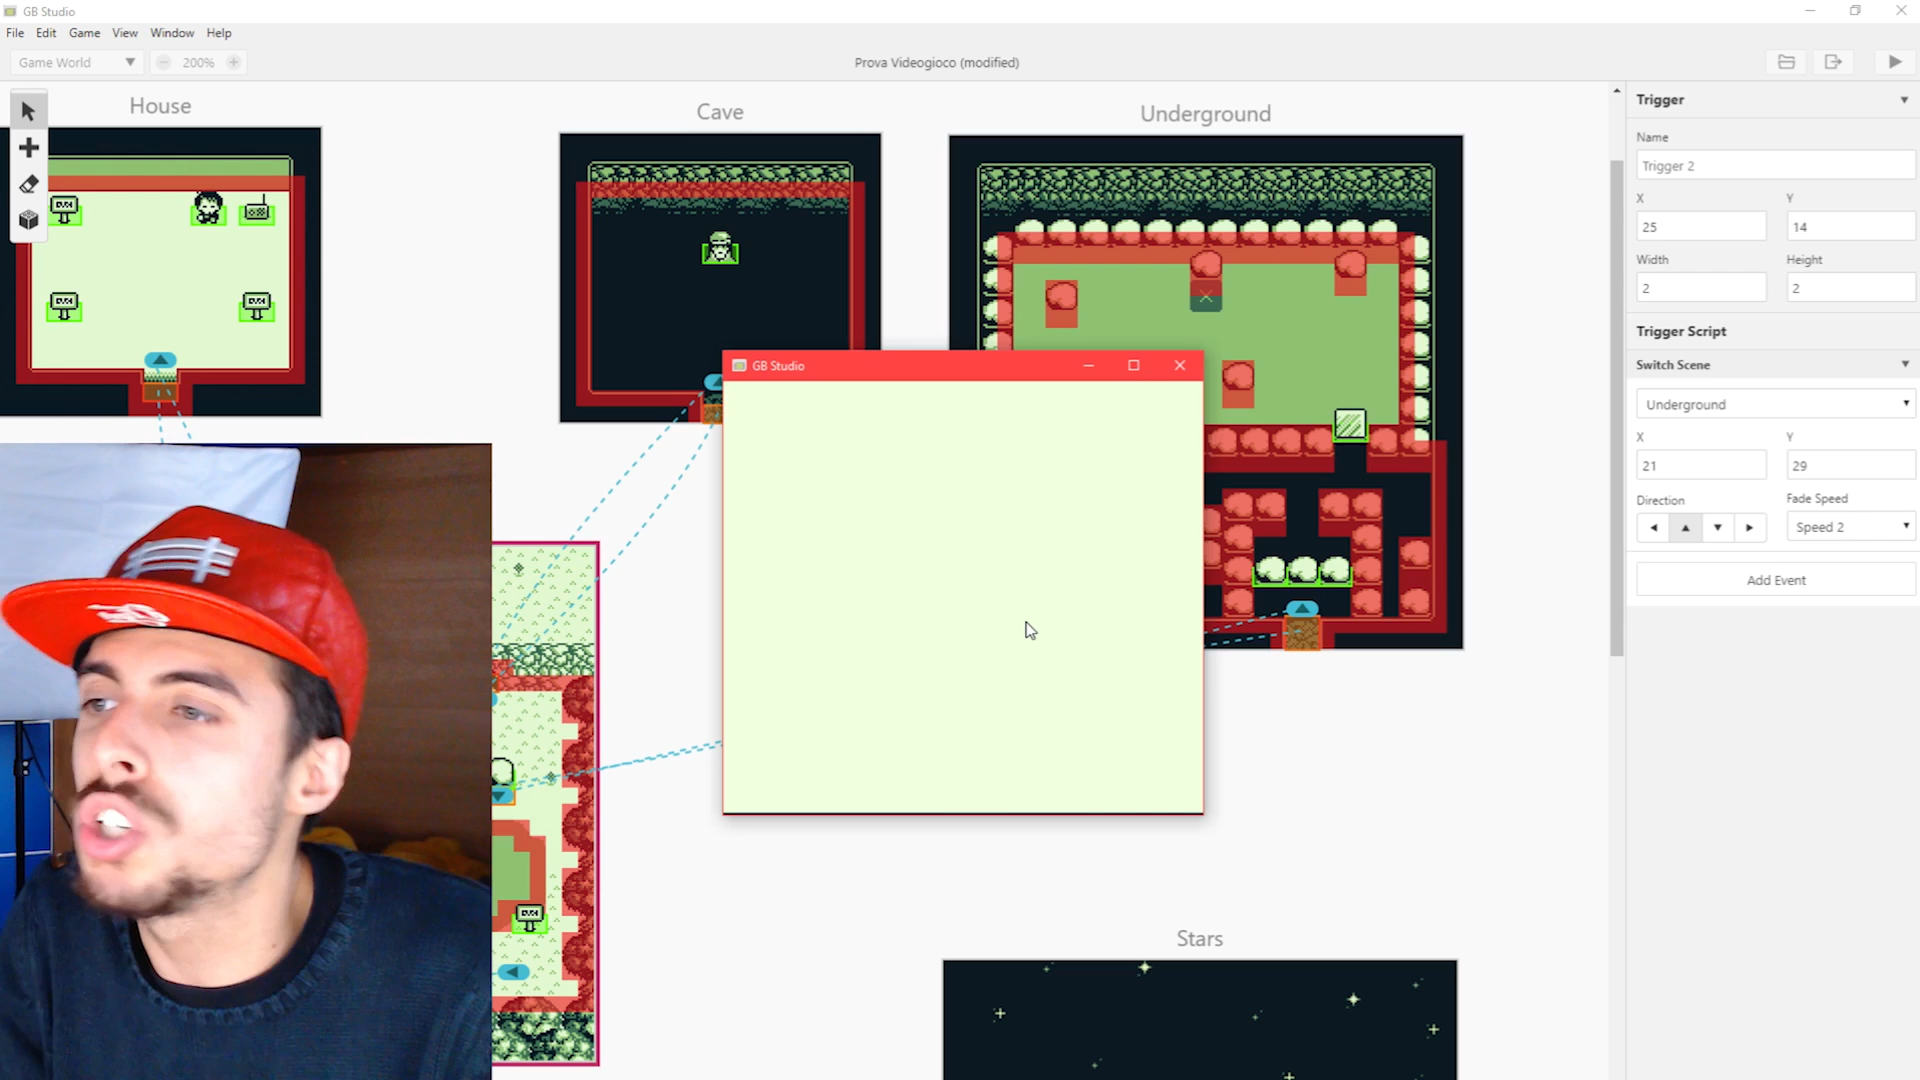 GB Studio
File Edit Game View Window Help
Game World 200% Prova Videogioco (modified)
House
Cave
Underground
GB Studio
Stars
Trigger
Name
Trigger 2
X Y
25 14
Width Height
2 2
Trigger Script
Switch Scene
Underground
X Y
21 29
Direction Fade Speed
Speed 2
Add Event